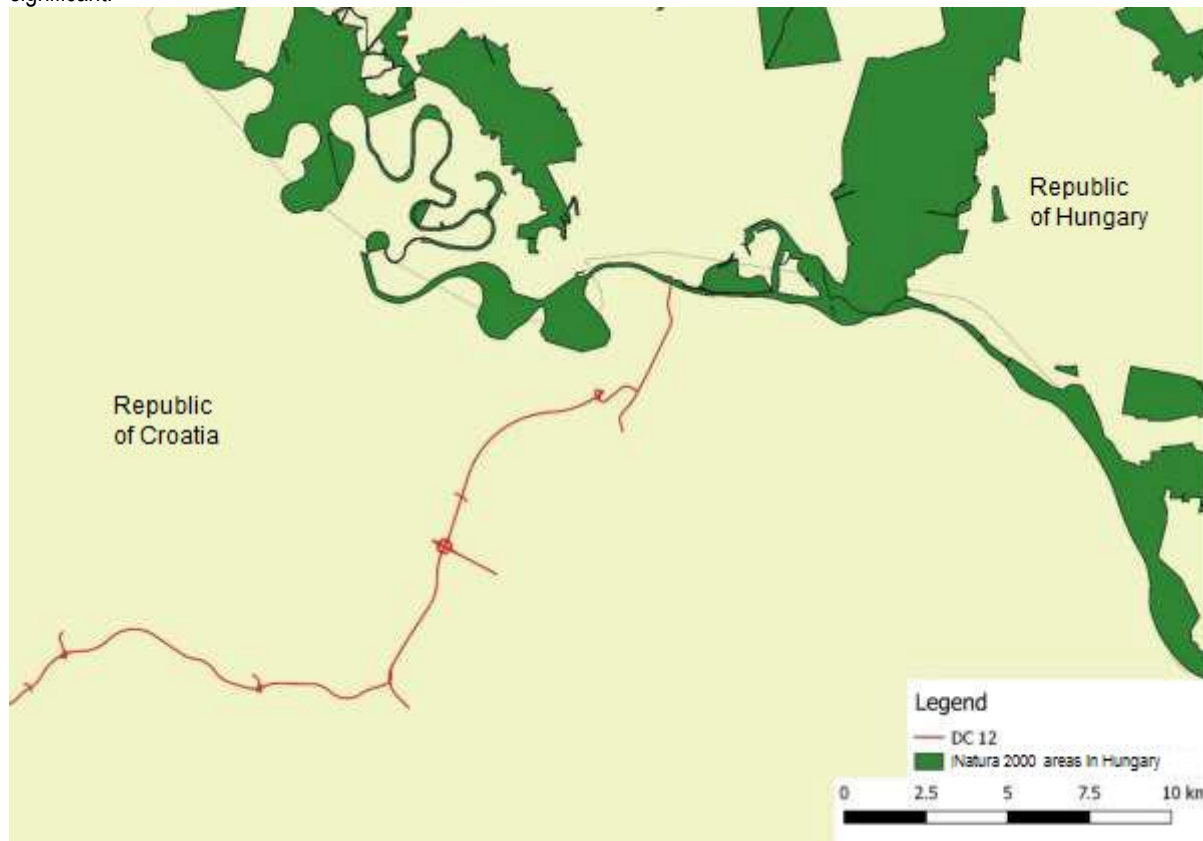 significant.
Republic
of Hungary
Republic
of Croatia
Legend
DC 12
Natura 2000 areas In Hungary
0 2.5 5 7.5 10 km